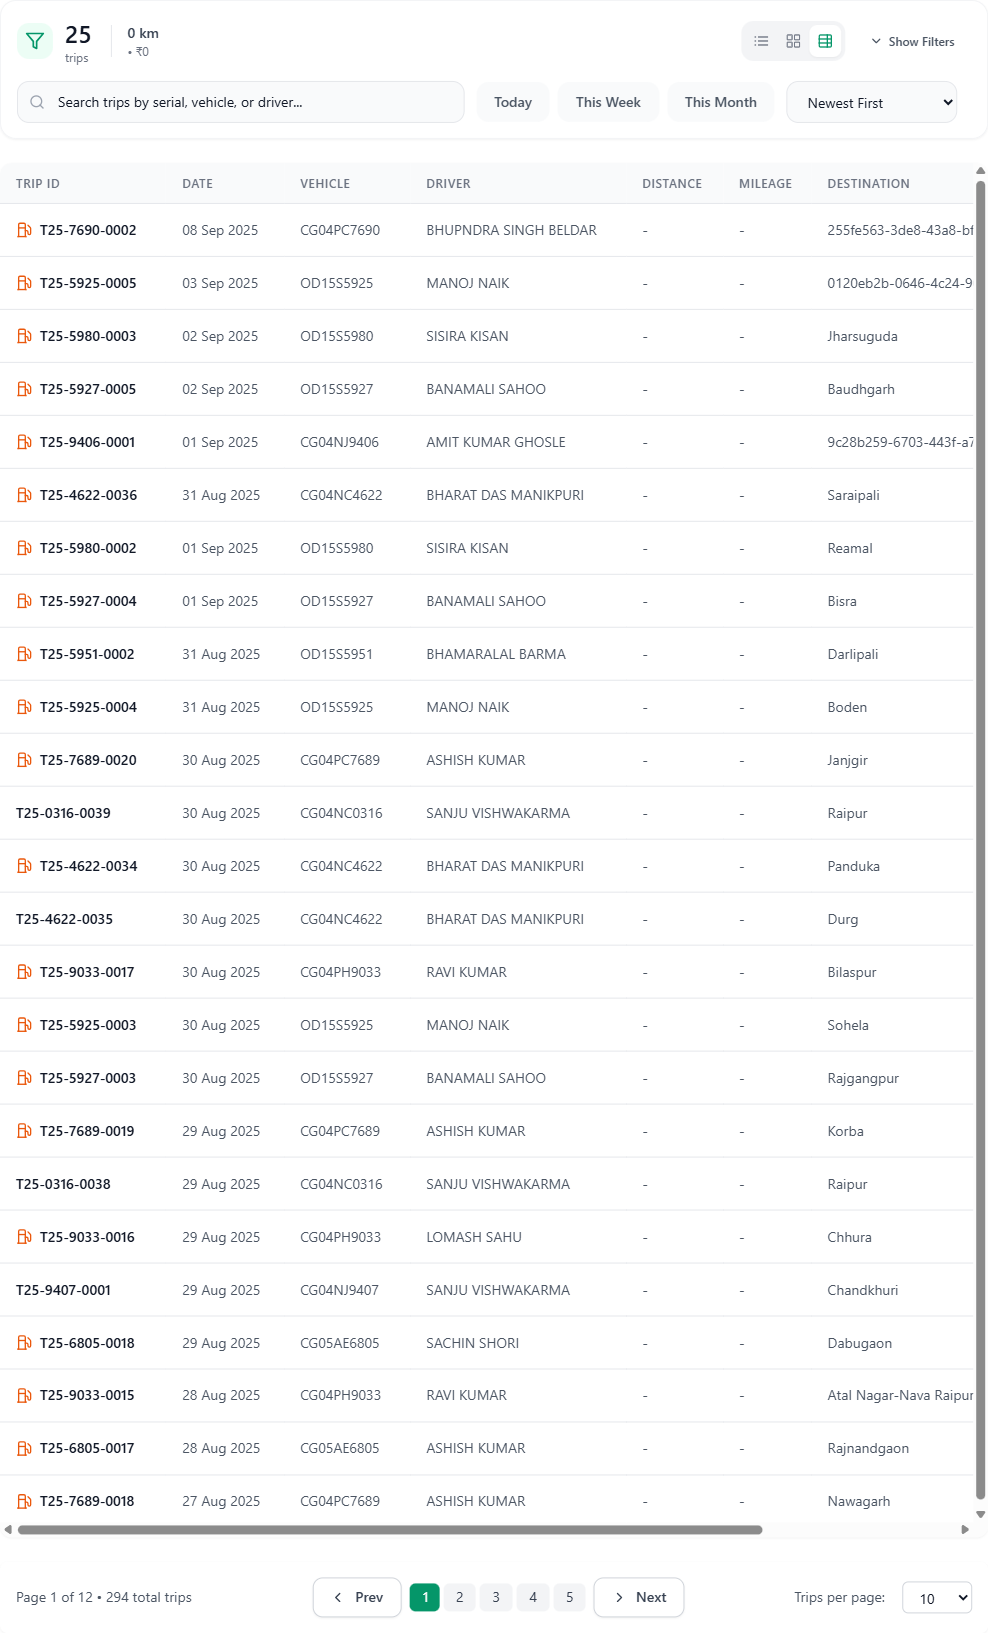 25
trips
0 km
• ₹0
Show Filters
Search trips by serial, vehicle, or driver...
Today
This Week
This Month
Newest First
TRIP ID DATE VEHICLE DRIVER DISTANCE MILEAGE DESTINATION
T25-7690-0002 08 Sep 2025 CG04PC7690 BHUPNDRA SINGH BELDAR - - 255fe563-3de8-43a8-bf
T25-5925-0005 03 Sep 2025 OD15S5925 MANOJ NAIK - - 0120eb2b-0646-4c24-9
T25-5980-0003 02 Sep 2025 OD15S5980 SISIRA KISAN - - Jharsuguda
T25-5927-0005 02 Sep 2025 OD15S5927 BANAMALI SAHOO - - Baudhgarh
T25-9406-0001 01 Sep 2025 CG04NJ9406 AMIT KUMAR GHOSLE - - 9c28b259-6703-443f-a7
T25-4622-0036 31 Aug 2025 CG04NC4622 BHARAT DAS MANIKPURI - - Saraipali
T25-5980-0002 01 Sep 2025 OD15S5980 SISIRA KISAN - - Reamal
T25-5927-0004 01 Sep 2025 OD15S5927 BANAMALI SAHOO - - Bisra
T25-5951-0002 31 Aug 2025 OD15S5951 BHAMARALAL BARMA - - Darlipali
T25-5925-0004 31 Aug 2025 OD15S5925 MANOJ NAIK - - Boden
T25-7689-0020 30 Aug 2025 CG04PC7689 ASHISH KUMAR - - Janjgir
T25-0316-0039 30 Aug 2025 CG04NC0316 SANJU VISHWAKARMA - - Raipur
T25-4622-0034 30 Aug 2025 CG04NC4622 BHARAT DAS MANIKPURI - - Panduka
T25-4622-0035 30 Aug 2025 CG04NC4622 BHARAT DAS MANIKPURI - - Durg
T25-9033-0017 30 Aug 2025 CG04PH9033 RAVI KUMAR - - Bilaspur
T25-5925-0003 30 Aug 2025 OD15S5925 MANOJ NAIK - - Sohela
T25-5927-0003 30 Aug 2025 OD15S5927 BANAMALI SAHOO - - Rajgangpur
T25-7689-0019 29 Aug 2025 CG04PC7689 ASHISH KUMAR - - Korba
T25-0316-0038 29 Aug 2025 CG04NC0316 SANJU VISHWAKARMA - - Raipur
T25-9033-0016 29 Aug 2025 CG04PH9033 LOMASH SAHU - - Chhura
T25-9407-0001 29 Aug 2025 CG04NJ9407 SANJU VISHWAKARMA - - Chandkhuri
T25-6805-0018 29 Aug 2025 CG05AE6805 SACHIN SHORI - - Dabugaon
T25-9033-0015 28 Aug 2025 CG04PH9033 RAVI KUMAR - - Atal Nagar-Nava Raipur
T25-6805-0017 28 Aug 2025 CG05AE6805 ASHISH KUMAR - - Rajnandgaon
T25-7689-0018 27 Aug 2025 CG04PC7689 ASHISH KUMAR - - Nawagarh
Page 1 of 12 • 294 total trips
Prev 1 2 3 4 5 Next
Trips per page: 10